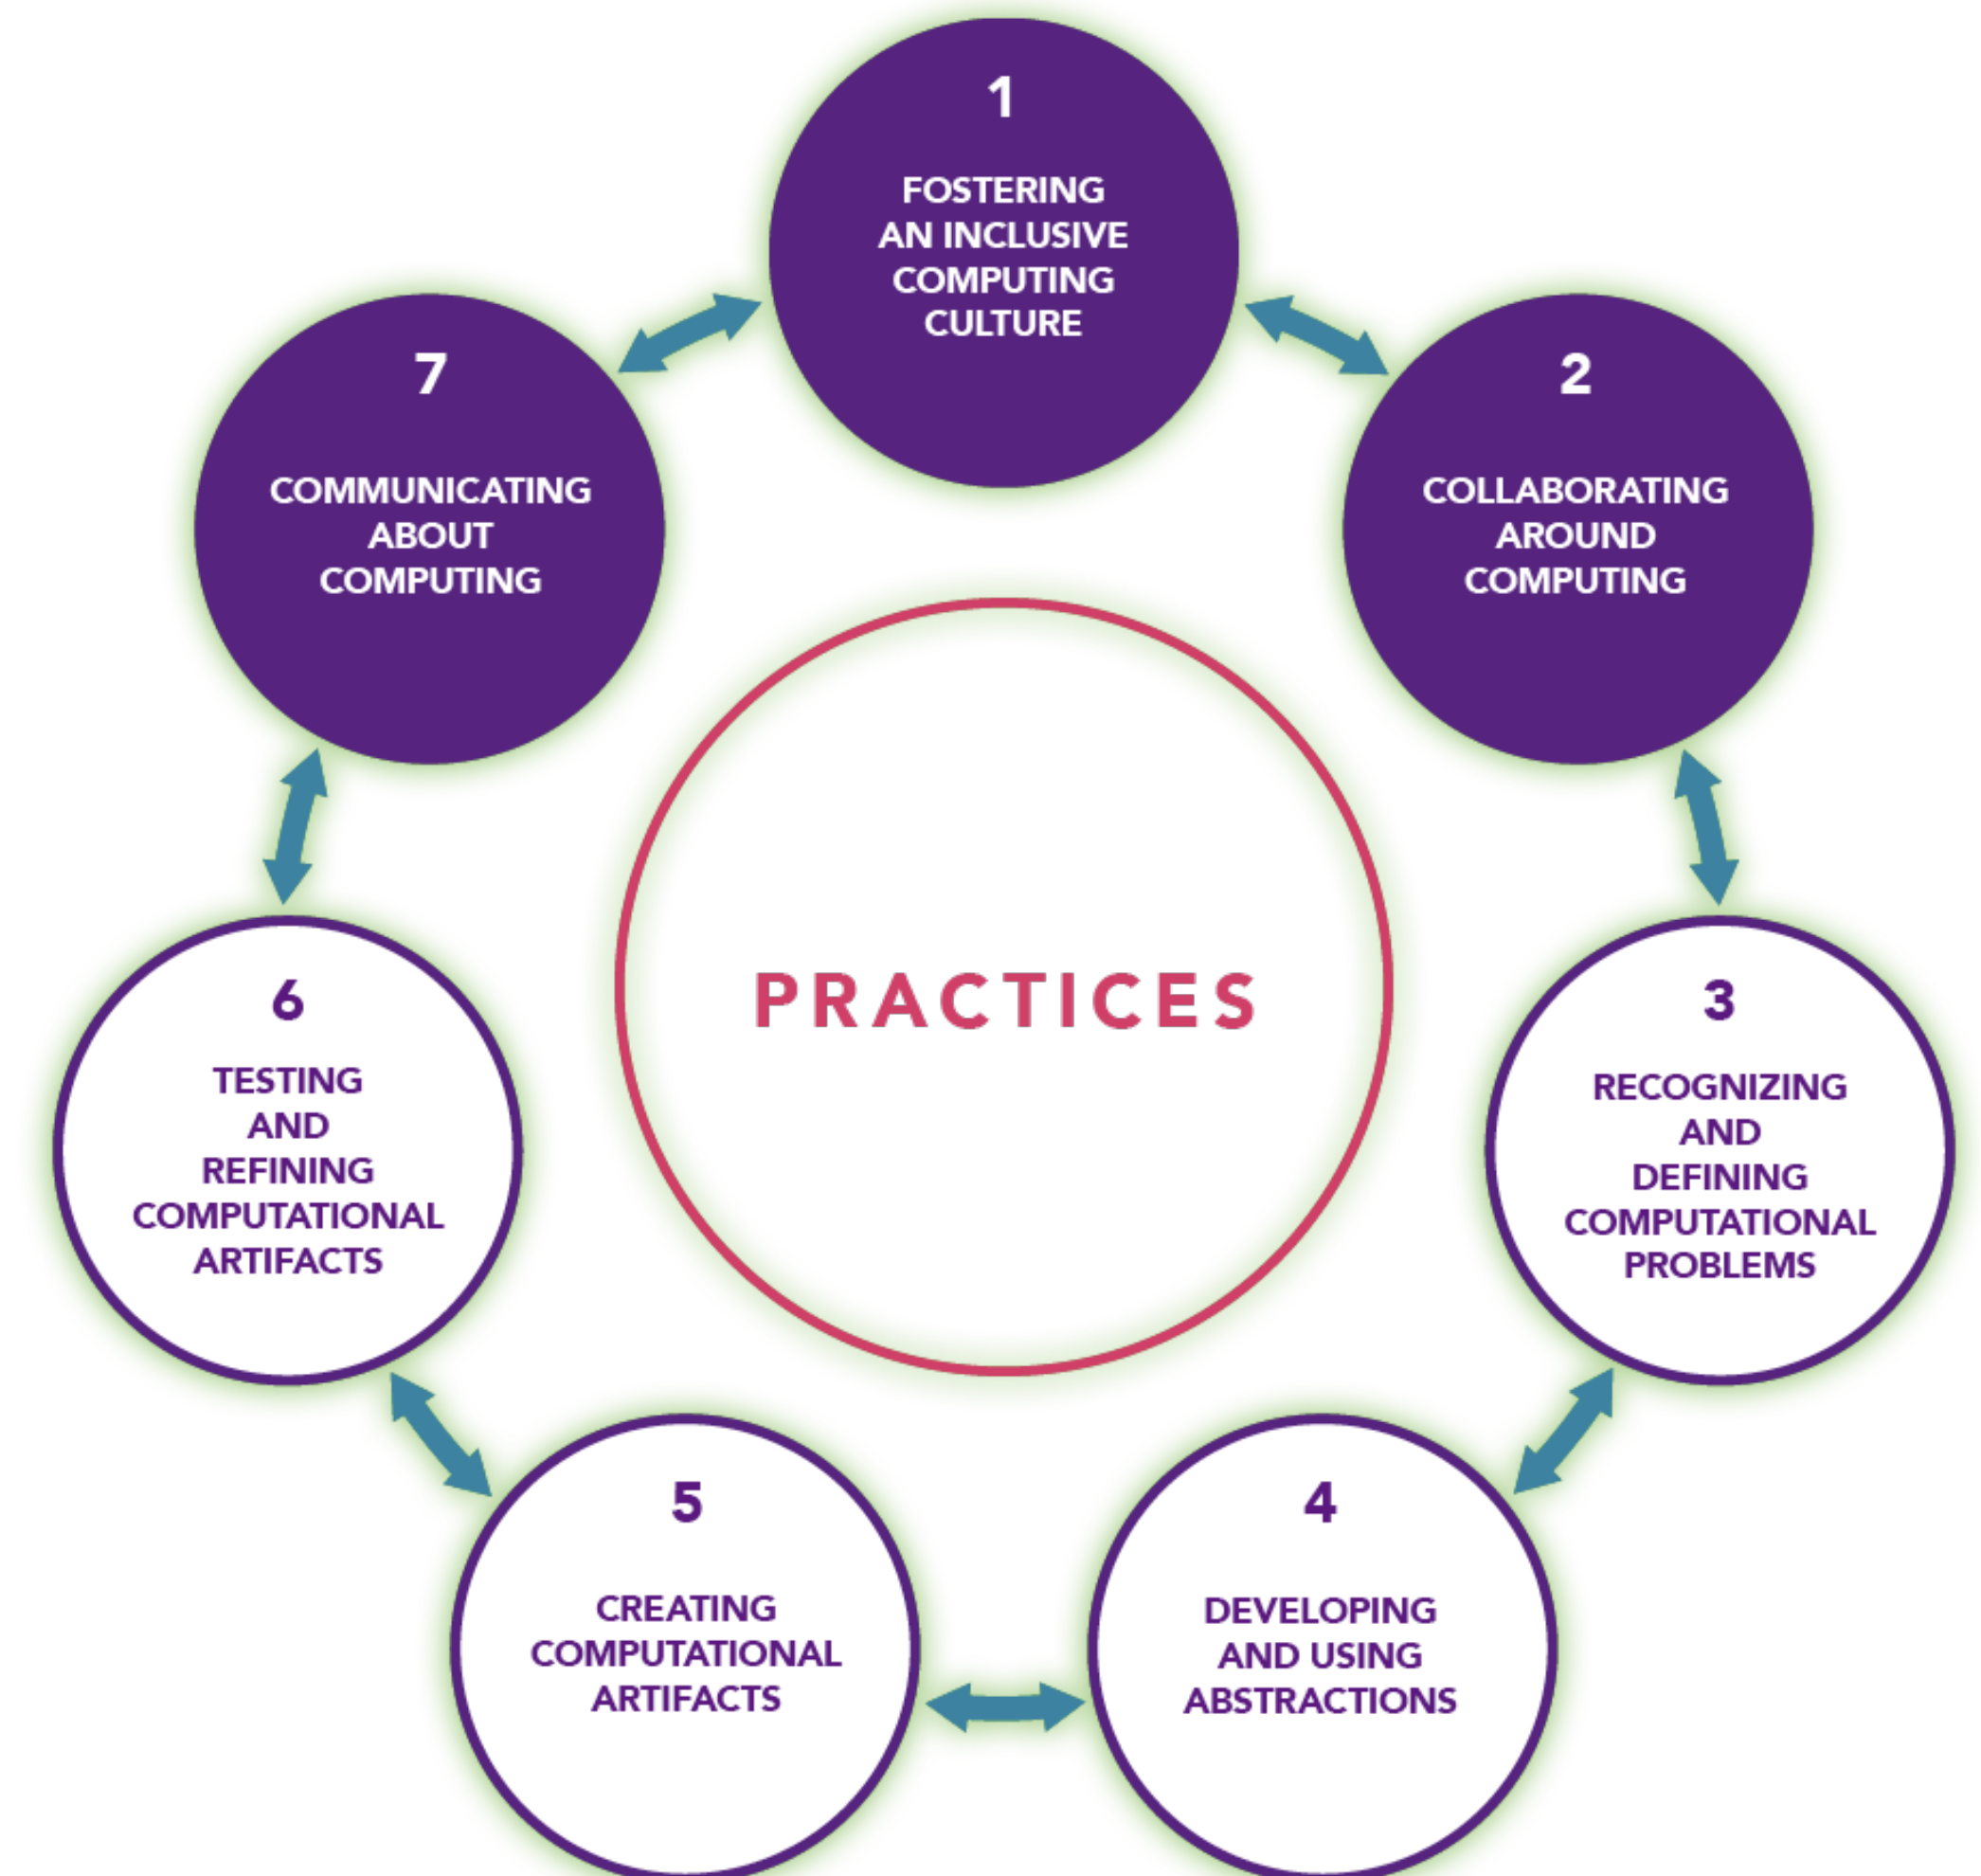 1
FOSTERING
AN INCLUSIVE
COMPUTING
CULTURE
2
COLLABORATING
AROUND
COMPUTING
3
RECOGNIZING
AND
DEFINING
COMPUTATIONAL
PROBLEMS
4
DEVELOPING
AND USING
ABSTRACTIONS
5
CREATING
COMPUTATIONAL
ARTIFACTS
6
TESTING
AND
REFINING
COMPUTATIONAL
ARTIFACTS
7
COMMUNICATING
ABOUT
COMPUTING
PRACTICES